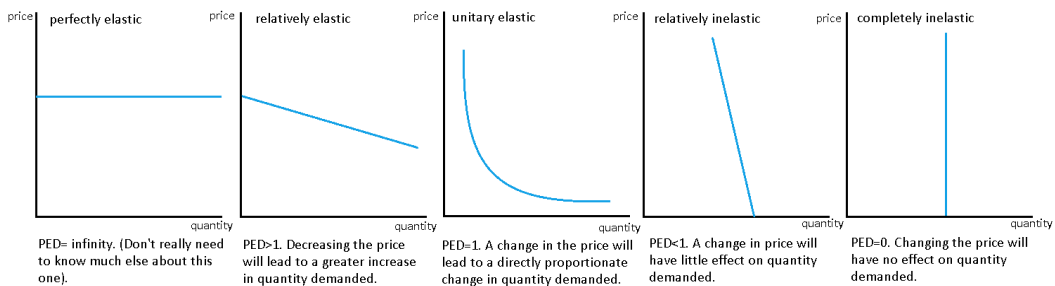 price
perfectly elastic
quantity
PED= infinity. (Don't really need
to know much else about this
one).
price
relatively elastic
quantity
PED>1. Decreasing the price
will lead to a greater increase
in quantity demanded.
price
unitary elastic
quantity
PED=1. A change in the price will
lead to a directly proportionate
change in quantity demanded.
price
relatively inelastic
quantity
PED<1. A change in price will
have little effect on quantity
demanded.
price
completely inelastic
quantity
PED=0. Changing the price will
have no effect on quantity
demanded.